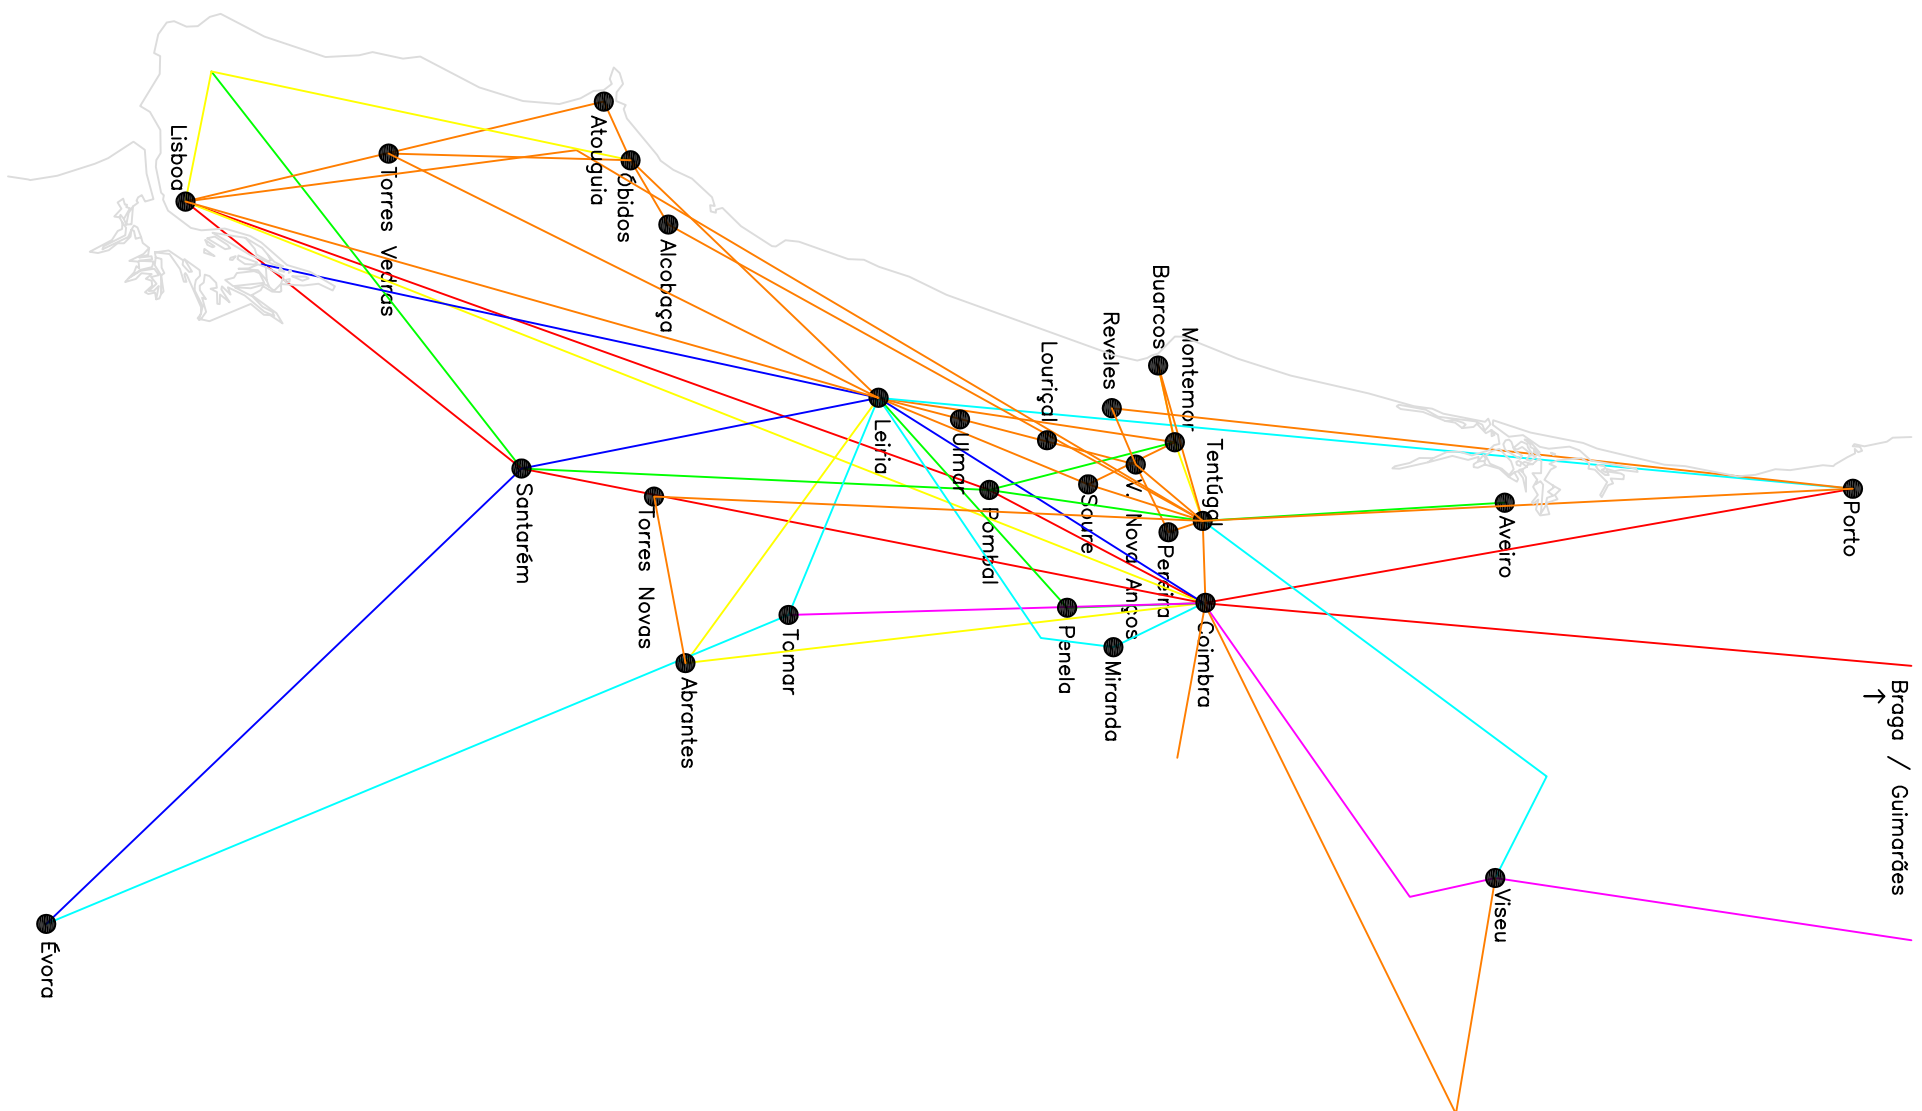 Lisboa
Torres Vedras
Atouguia
Óbidos
Alcobaça
Buarcos
Reveles
Montemor
Louriçal
Leiria
Ulmar
Tentúgal
Santarém
Torres Novas
Pombal
Soure
V. Nova Anços
Pereira
Aveiro
Porto
Tomar
Abrantes
Penela
Miranda
Coimbra
Braga / Guimarães
↑
Viseu
Évora